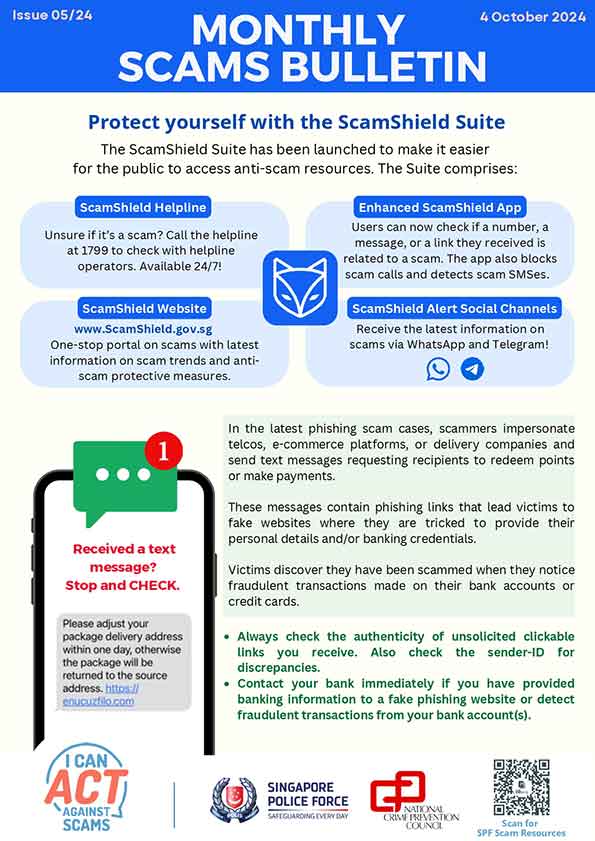 Issue 05/24
4 October 2024
MONTHLY
SCAMS BULLETIN
Protect yourself with the ScamShield Suite
The ScamShield Suite has been launched to make it easier
for the public to access anti-scam resources. The Suite comprises:
ScamShield Helpline
Unsure if it's a scam? Call the helpline
at 1799 to check with helpline
operators. Available 24/7!
Enhanced ScamShield App
Users can now check if a number, a
message, or a link they received is
related to a scam. The app also blocks
scam calls and detects scam SMSes.
ScamShield Website
www.ScamShield.gov.sg
One-stop portal on scams with latest
information on scam trends and anti-
scam protective measures.
ScamShield Alert Social Channels
Receive the latest information on
scams via WhatsApp and Telegram!
1
Received a text
message?
Stop and CHECK.
Please adjust your
package delivery address
within one day, otherwise
the package will be
returned to the source
address. https://
enucuzfilo.com
In the latest phishing scam cases, scammers impersonate
telcos, e-commerce platforms, or delivery companies and
send text messages requesting recipients to redeem points
or make payments.
These messages contain phishing links that lead victims to
fake websites where they are tricked to provide their
personal details and/or banking credentials.
Victims discover they have been scammed when they notice
fraudulent transactions made on their bank accounts or
credit cards.
• Always check the authenticity of unsolicited clickable
links you receive. Also check the sender-ID for
discrepancies.
• Contact your bank immediately if you have provided
banking information to a fake phishing website or detect
fraudulent transactions from your bank account(s).
I CAN
ACT
AGAINST
SCAMS
POLIS
SINGAPORE
POLICE FORCE
SAFEGUARDING EVERY DAY
NATIONAL
CRIME PREVENTION
COUNCIL
Scan for
SPF Scam Resources